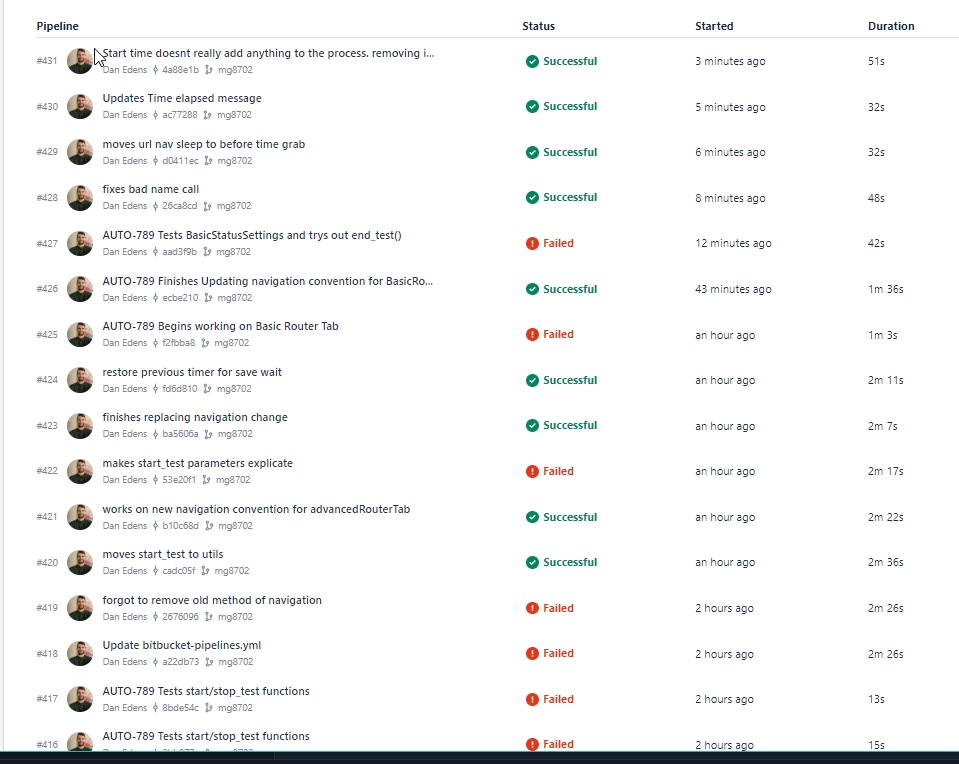 Pipeline Status Started Duration
#431 Start time doesnt really add anything to the process. removing i... Successful 3 minutes ago 51s
Dan Edens 4a88e1b mg8702
#430 Updates Time elapsed message Successful 5 minutes ago 32s
Dan Edens ac77288 mg8702
#429 moves url nav sleep to before time grab Successful 6 minutes ago 32s
Dan Edens d0411ec mg8702
#428 fixes bad name call Successful 8 minutes ago 48s
Dan Edens 26ca8cd mg8702
#427 AUTO-789 Tests BasicStatusSettings and trys out end_test() Failed 12 minutes ago 42s
Dan Edens aad3f9b mg8702
#426 AUTO-789 Finishes Updating navigation convention for BasicRo... Successful 43 minutes ago 1m 36s
Dan Edens ecbe210 mg8702
#425 AUTO-789 Begins working on Basic Router Tab Failed an hour ago 1m 3s
Dan Edens f2fbba8 mg8702
#424 restore previous timer for save wait Successful an hour ago 2m 11s
Dan Edens fd6d810 mg8702
#423 finishes replacing navigation change Successful an hour ago 2m 7s
Dan Edens ba5606a mg8702
#422 makes start_test parameters explicate Failed an hour ago 2m 17s
Dan Edens 53e20f1 mg8702
#421 works on new navigation convention for advancedRouterTab Successful an hour ago 2m 22s
Dan Edens b10c68d mg8702
#420 moves start_test to utils Successful an hour ago 2m 36s
Dan Edens cadc05f mg8702
#419 forgot to remove old method of navigation Failed 2 hours ago 2m 26s
Dan Edens 2676096 mg8702
#418 Update bitbucket-pipelines.yml Failed 2 hours ago 2m 26s
Dan Edens a22db73 mg8702
#417 AUTO-789 Tests start/stop_test functions Failed 2 hours ago 13s
Dan Edens 8bde54c mg8702
#416 AUTO-789 Tests start/stop_test functions Failed 2 hours ago 15s